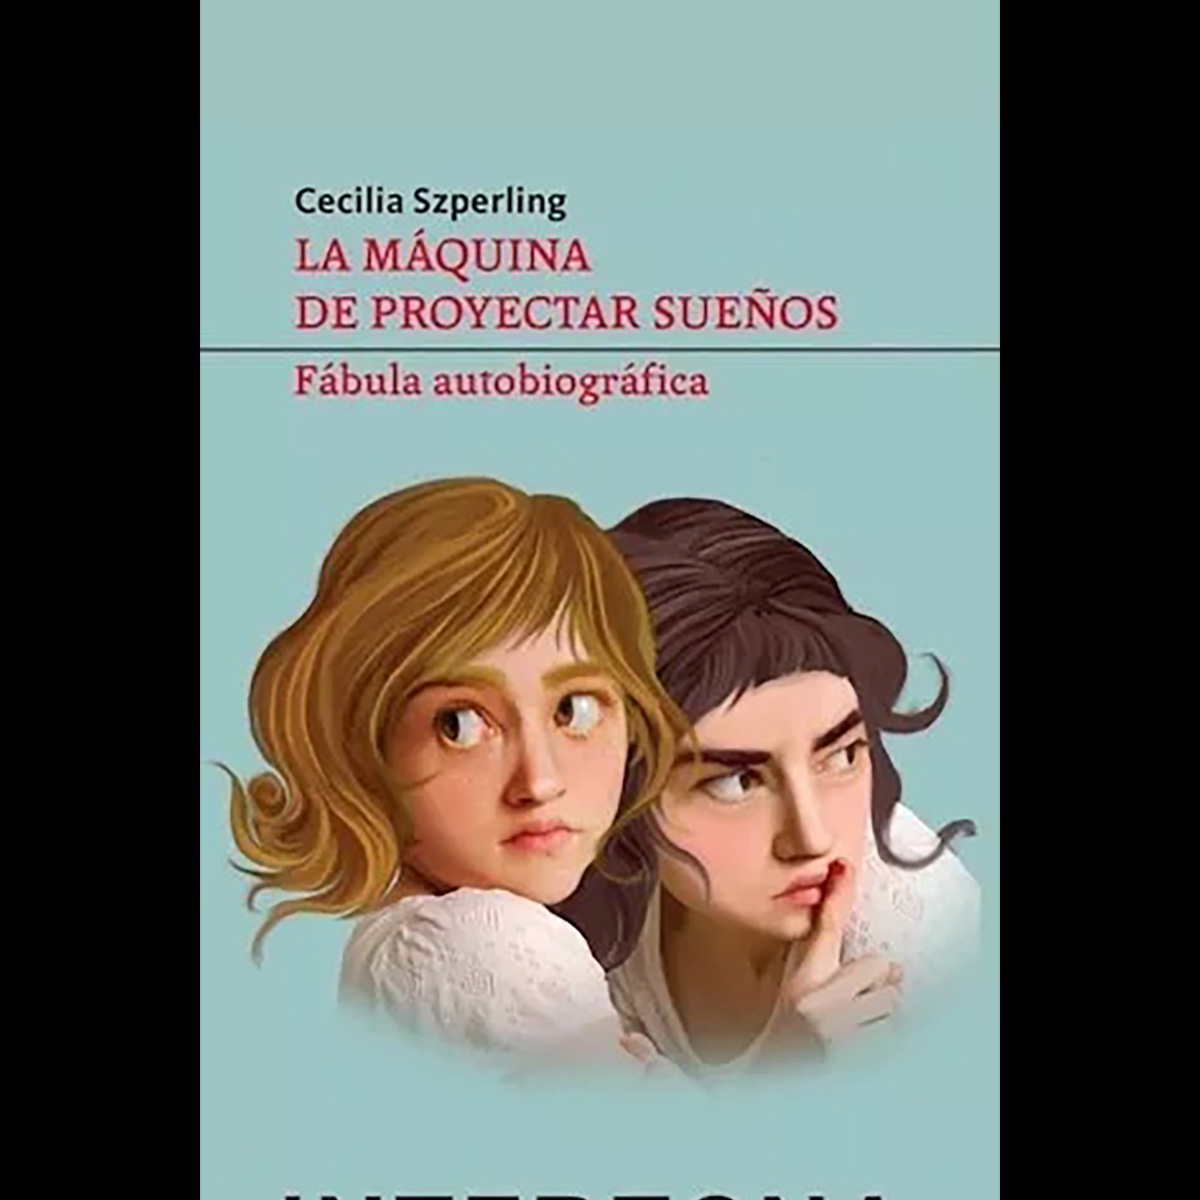 Cecilia Szperling
LA MÁQUINA
DE PROYECTAR SUEÑOS
Fábula autobiográfica